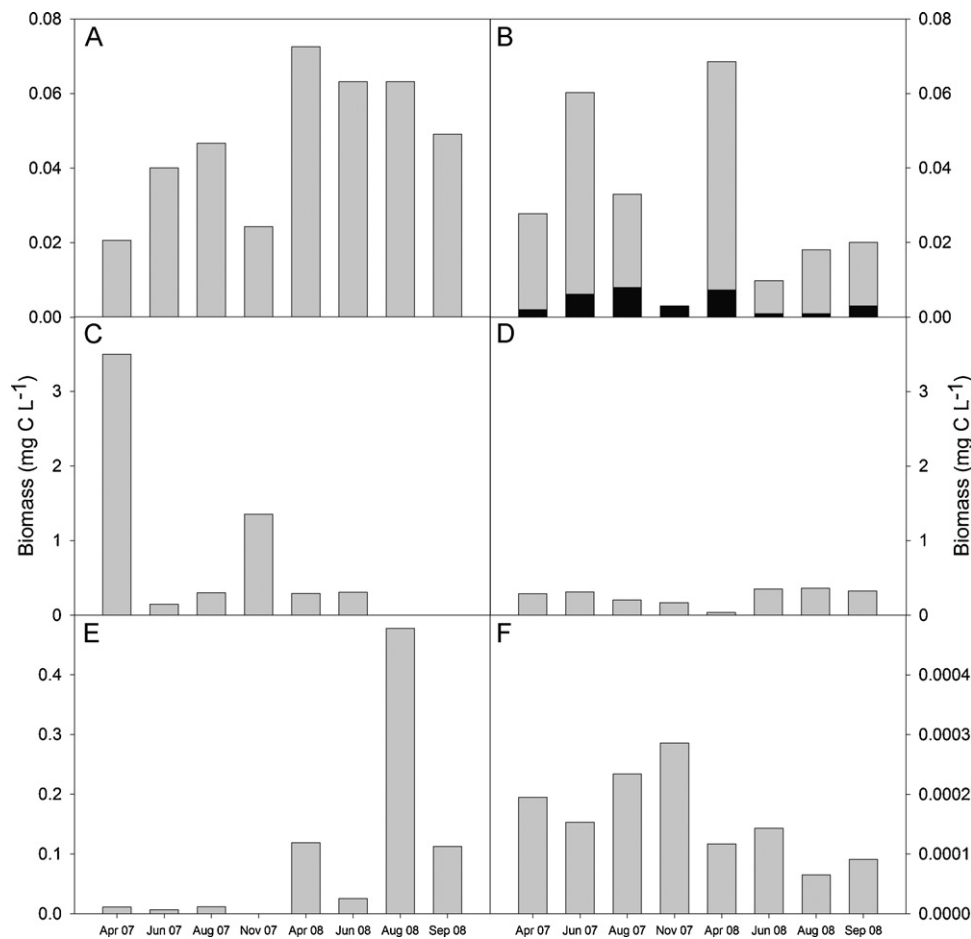 A
B
0.08
0.06
0.04
0.02
0.00
0.08
0.06
0.04
0.02
0.00
C
D
3
2
1
0
3
2
1
0
Biomass (mg C L-1)
Biomass (mg C L-1)
E
F
0.4
0.3
0.2
0.1
0.0
0.0004
0.0003
0.0002
0.0001
0.0000
Apr 07 Jun 07 Aug 07 Nov 07 Apr 08 Jun 08 Aug 08 Sep 08
Apr 07 Jun 07 Aug 07 Nov 07 Apr 08 Jun 08 Aug 08 Sep 08